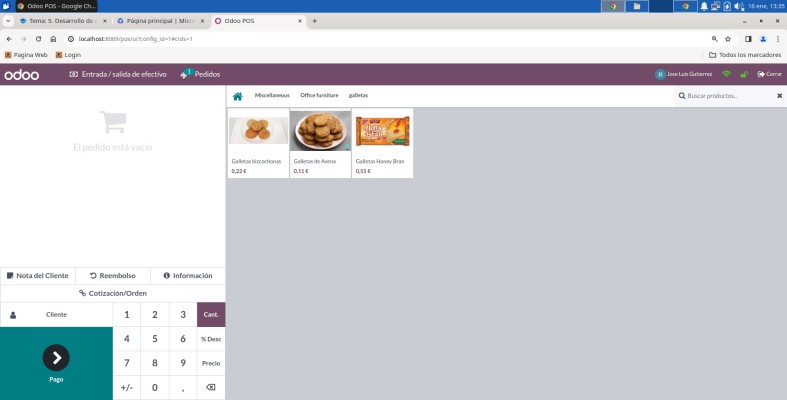 Odoo POS - Google Ch...
16 ene, 13:35
Tema: 5. Desarrollo de
Página principal | Micr
Odoo POS
localhost:8069/pos/ui?config_id=1#cids=1
Pagina Web
Login
Todos los marcadores
odoo
Entrada / salida de efectivo
1
Pedidos
Jose Luis Gutierrez
Cerrar
Miscellaneous
Office furniture
galletas
Buscar productos...
El pedido está vacío
Galletas bizcochonas
0,22 €
Galletas de Avena
0,11 €
Galletas Honey Bran
0,55 €
Nota del Cliente
Reembolso
Información
Cotización/Orden
Cliente
1 2 3 Cant.
4 5 6 % Desc
7 8 9 Precio
+/- 0 ,
Pago